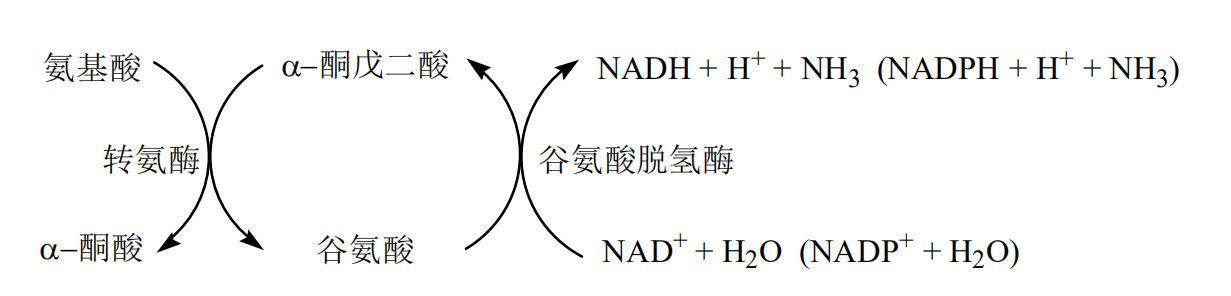 氨基酸 α−酮戊二酸 NADH + H⁺ + NH₃ (NADPH + H⁺ + NH₃)
转氨酶 谷氨酸脱氢酶
α−酮酸 谷氨酸 NAD⁺ + H₂O (NADP⁺ + H₂O)